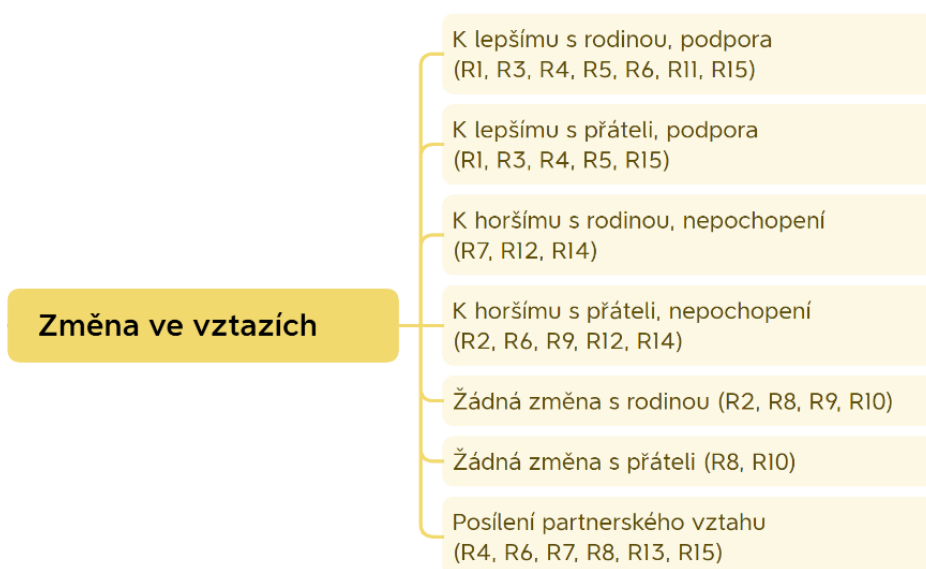 Změna ve vztazích
K lepšímu s rodinou, podpora
(R1, R3, R4, R5, R6, R11, R15)
K lepšímu s přáteli, podpora
(R1, R3, R4, R5, R15)
K horšímu s rodinou, nepochopení
(R7, R12, R14)
K horšímu s přáteli, nepochopení
(R2, R6, R9, R12, R14)
Žádná změna s rodinou (R2, R8, R9, R10)
Žádná změna s přáteli (R8, R10)
Posílení partnerského vztahu
(R4, R6, R7, R8, R13, R15)